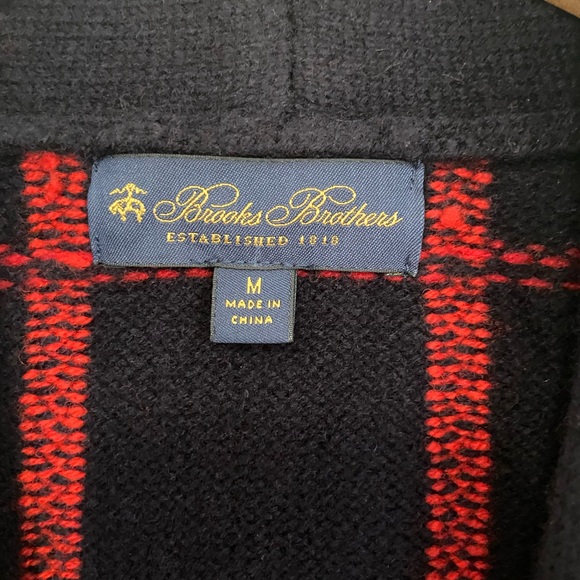 Brooks Brothers
ESTABLISHED 1818
M
MADE IN
CHINA